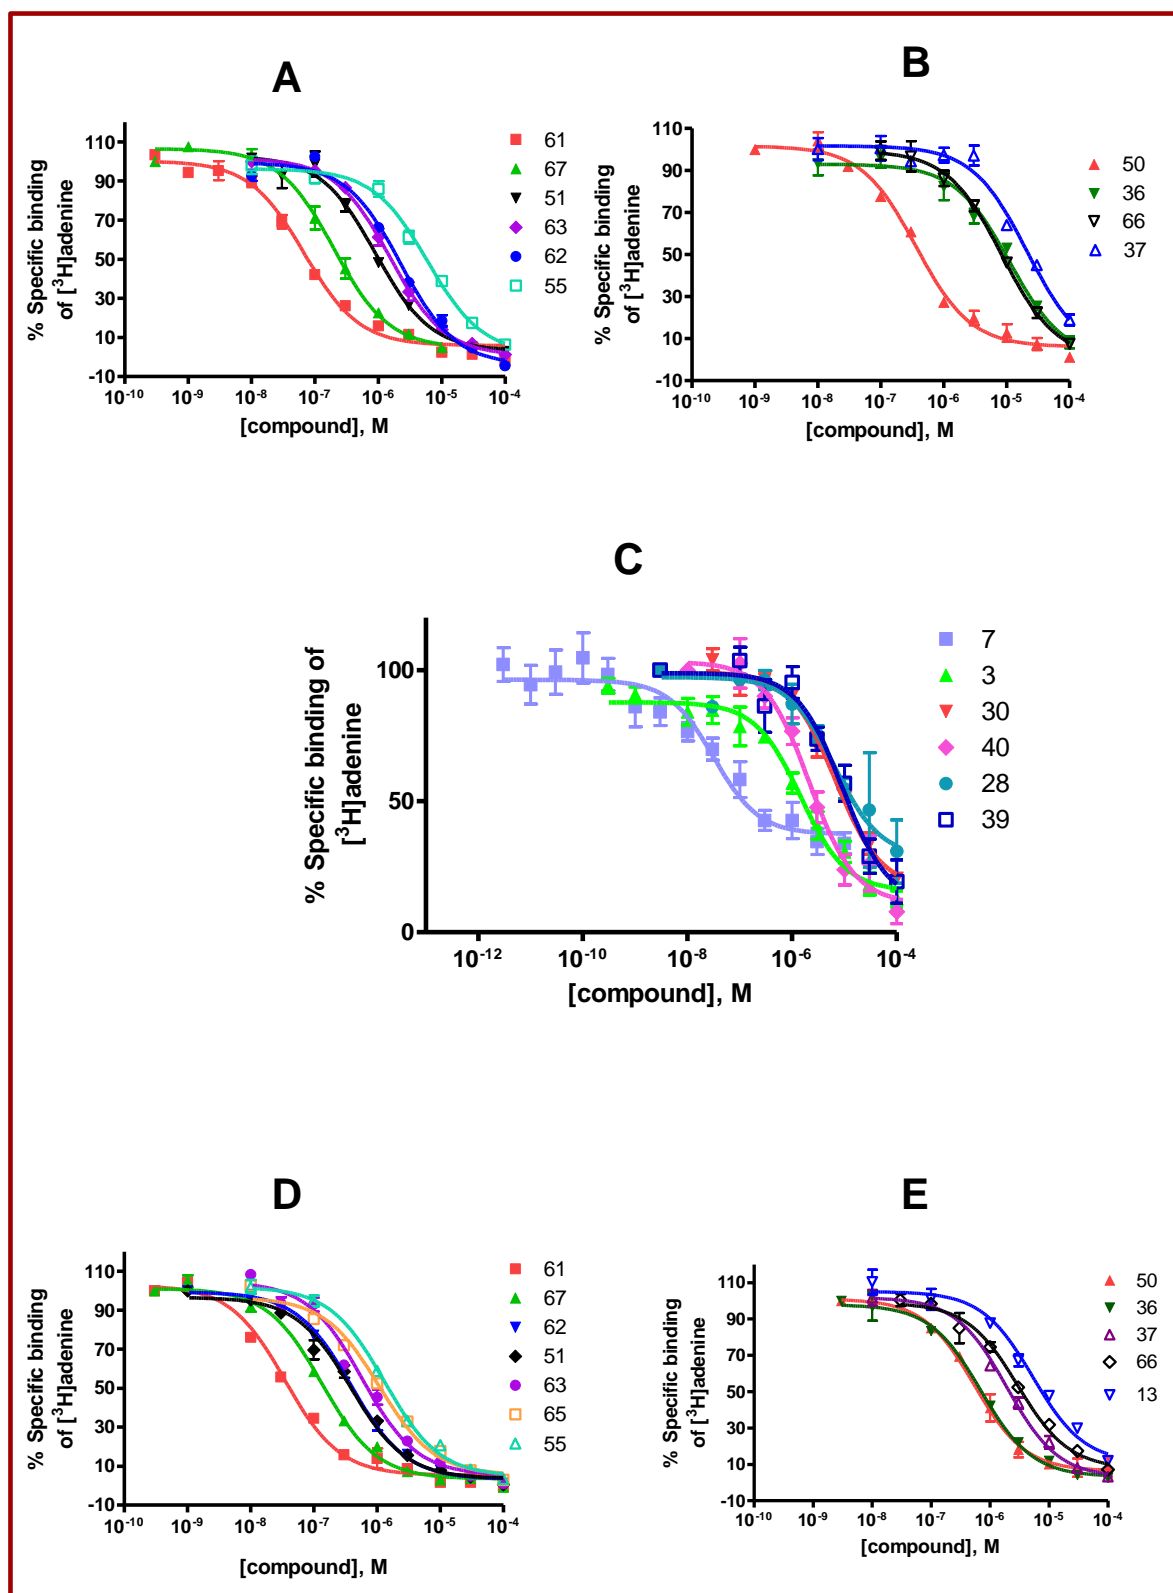 A
% Specific binding
of [³H]adenine
110
90
70
50
30
10
-10
10⁻¹⁰ 10⁻⁹ 10⁻⁸ 10⁻⁷ 10⁻⁶ 10⁻⁵ 10⁻⁴
[compound], M
61
67
51
63
62
55
B
% Specific binding
of [³H]adenine
110
90
70
50
30
10
-10
10⁻¹⁰ 10⁻⁹ 10⁻⁸ 10⁻⁷ 10⁻⁶ 10⁻⁵ 10⁻⁴
[compound], M
50
36
66
37
C
% Specific binding of
[³H]adenine
100
50
0
10⁻¹² 10⁻¹⁰ 10⁻⁸ 10⁻⁶ 10⁻⁴
[compound], M
7
3
30
40
28
39
D
% Specific binding
of [³H]adenine
110
90
70
50
30
10
-10
10⁻¹⁰ 10⁻⁹ 10⁻⁸ 10⁻⁷ 10⁻⁶ 10⁻⁵ 10⁻⁴
[compound], M
61
67
62
51
63
65
55
E
% Specific binding
of [³H]adenine
110
90
70
50
30
10
-10
10⁻¹⁰ 10⁻⁹ 10⁻⁸ 10⁻⁷ 10⁻⁶ 10⁻⁵ 10⁻⁴
[compound], M
50
36
37
66
13